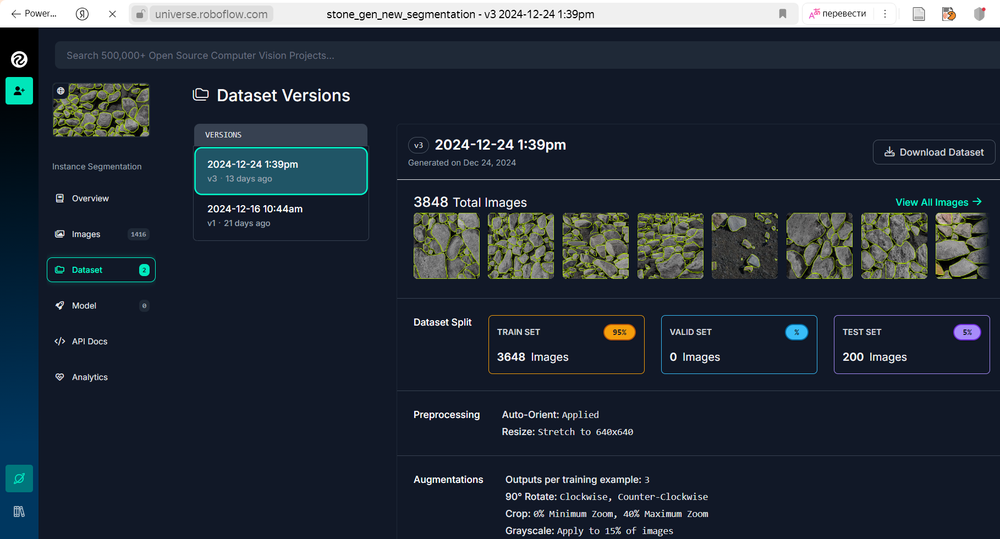 Power...
Я
universe.roboflow.com
stone_gen_new_segmentation - v3 2024-12-24 1:39pm
перевести
Search 500,000+ Open Source Computer Vision Projects...
Instance Segmentation
Overview
Images 1416
Dataset 2
Model 0
</> API Docs
Analytics
Dataset Versions
VERSIONS
2024-12-24 1:39pm
v3 · 13 days ago
2024-12-16 10:44am
v1 · 21 days ago
v3 2024-12-24 1:39pm
Generated on Dec 24, 2024
Download Dataset
3848 Total Images
View All Images →
Dataset Split
TRAIN SET 95%
3648 Images
VALID SET %
0 Images
TEST SET 5%
200 Images
Preprocessing
Auto-Orient: Applied
Resize: Stretch to 640x640
Augmentations
Outputs per training example: 3
90° Rotate: Clockwise, Counter-Clockwise
Crop: 0% Minimum Zoom, 40% Maximum Zoom
Grayscale: Apply to 15% of images